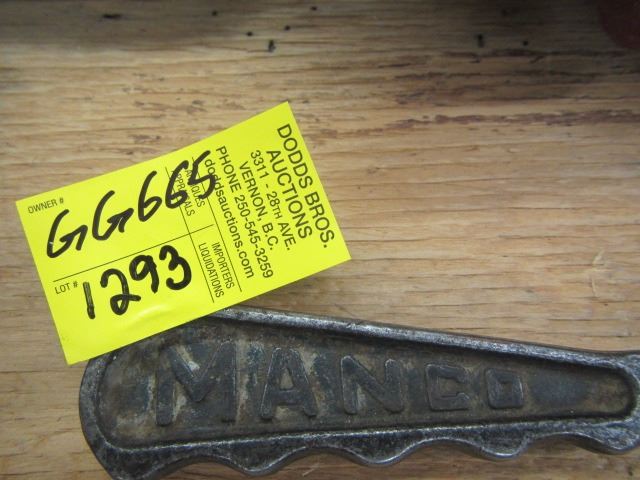 OWNER #
GG665
LOT #
1293
DODDS BROS.
AUCTIONS
3311 - 28TH AVE.
VERNON, B.C.
PHONE 250-545-3259
doddsauctions.com
APPRAISALS
IMPORTERS
LIQUIDATIONS
MANCO